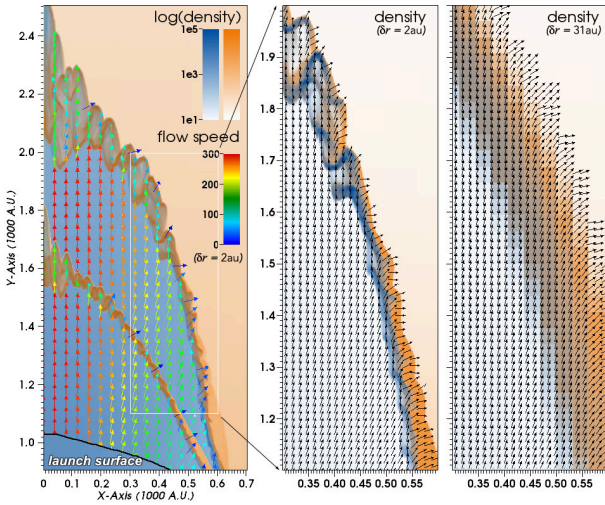 log(density)
1e5
1e3
1e1
flow speed
300
200
100
0
(δr = 2au)
launch surface
2.4
2.2
2.0
1.8
1.6
1.4
1.2
1.0
Y-Axis (1000 A.U.)
0 0.1 0.2 0.3 0.4 0.5 0.6 0.7
X-Axis (1000 A.U.)
density
(δr = 2au)
1.9
1.8
1.7
1.6
1.5
1.4
1.3
1.2
0.35 0.40 0.45 0.50 0.55
density
(δr = 31au)
0.35 0.40 0.45 0.50 0.55